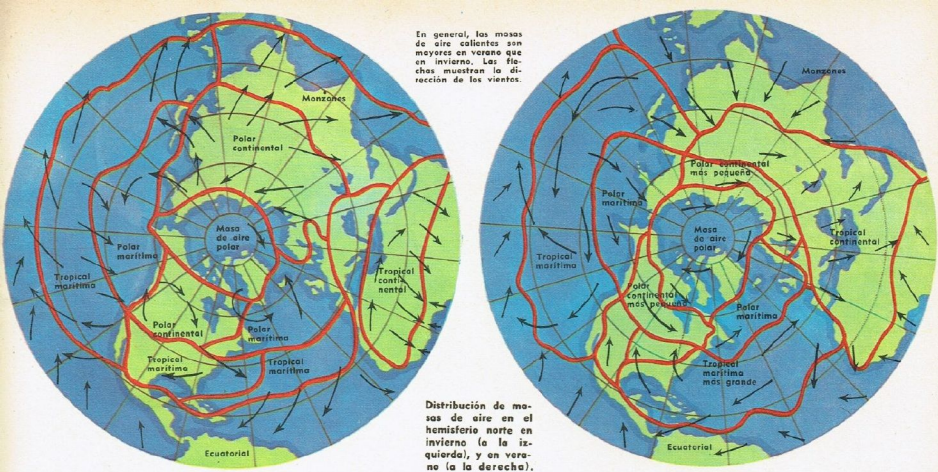 En general, las masas
de aire calientes son
mayores en verano que
en invierno. Las fle-
chas muestran la di-
rección de los vientos.
Monzones
Polar
continental
Masa
de aire
polar
Polar
marítima
Tropical
marítima
Tropical
conti-
nental
Polar
continental
Polar
marítima
Tropical
marítima
Tropical
marítima
Ecuatorial
Monzones
Polar continental
más pequeña
Polar
marítima
Masa
de aire
polar
Tropical
continental
Tropical
marítima
Polar
continental
más pequeña
Polar
marítima
Tropical
marítima
más grande
Ecuatorial
Distribución de ma-
sas de aire en el
hemisferio norte en
invierno (a la iz-
quierda), y en vera-
no (a la derecha).